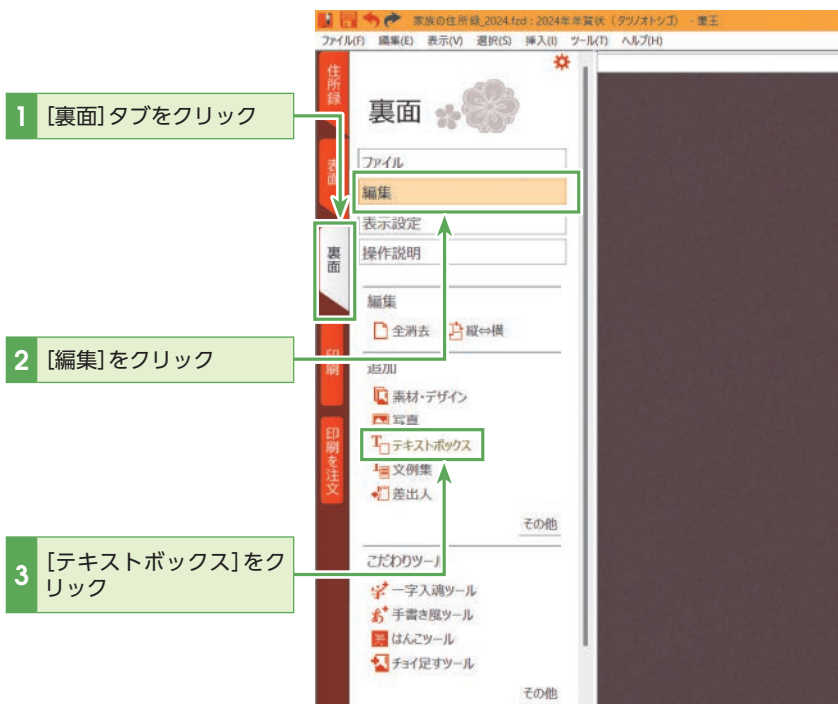 家族の住所録_2024.fzd : 2024年年賀状（タツノオトシゴ） - 筆王
ファイル(F) 編集(E) 表示(V) 選択(S) 挿入(I) ツール(T) ヘルプ(H)
住所録
裏面
1 [裏面]タブをクリック
表面
ファイル
編集
表示設定
裏面
操作説明
編集
全消去 縦⇔横
2 [編集]をクリック
印刷
追加
素材・デザイン
写真
テキストボックス
印刷を注文
文例集
差出人
その他
3 [テキストボックス]をク
リック
こだわりツール
一字入魂ツール
手書き風ツール
はんこツール
チョイ足すツール
その他